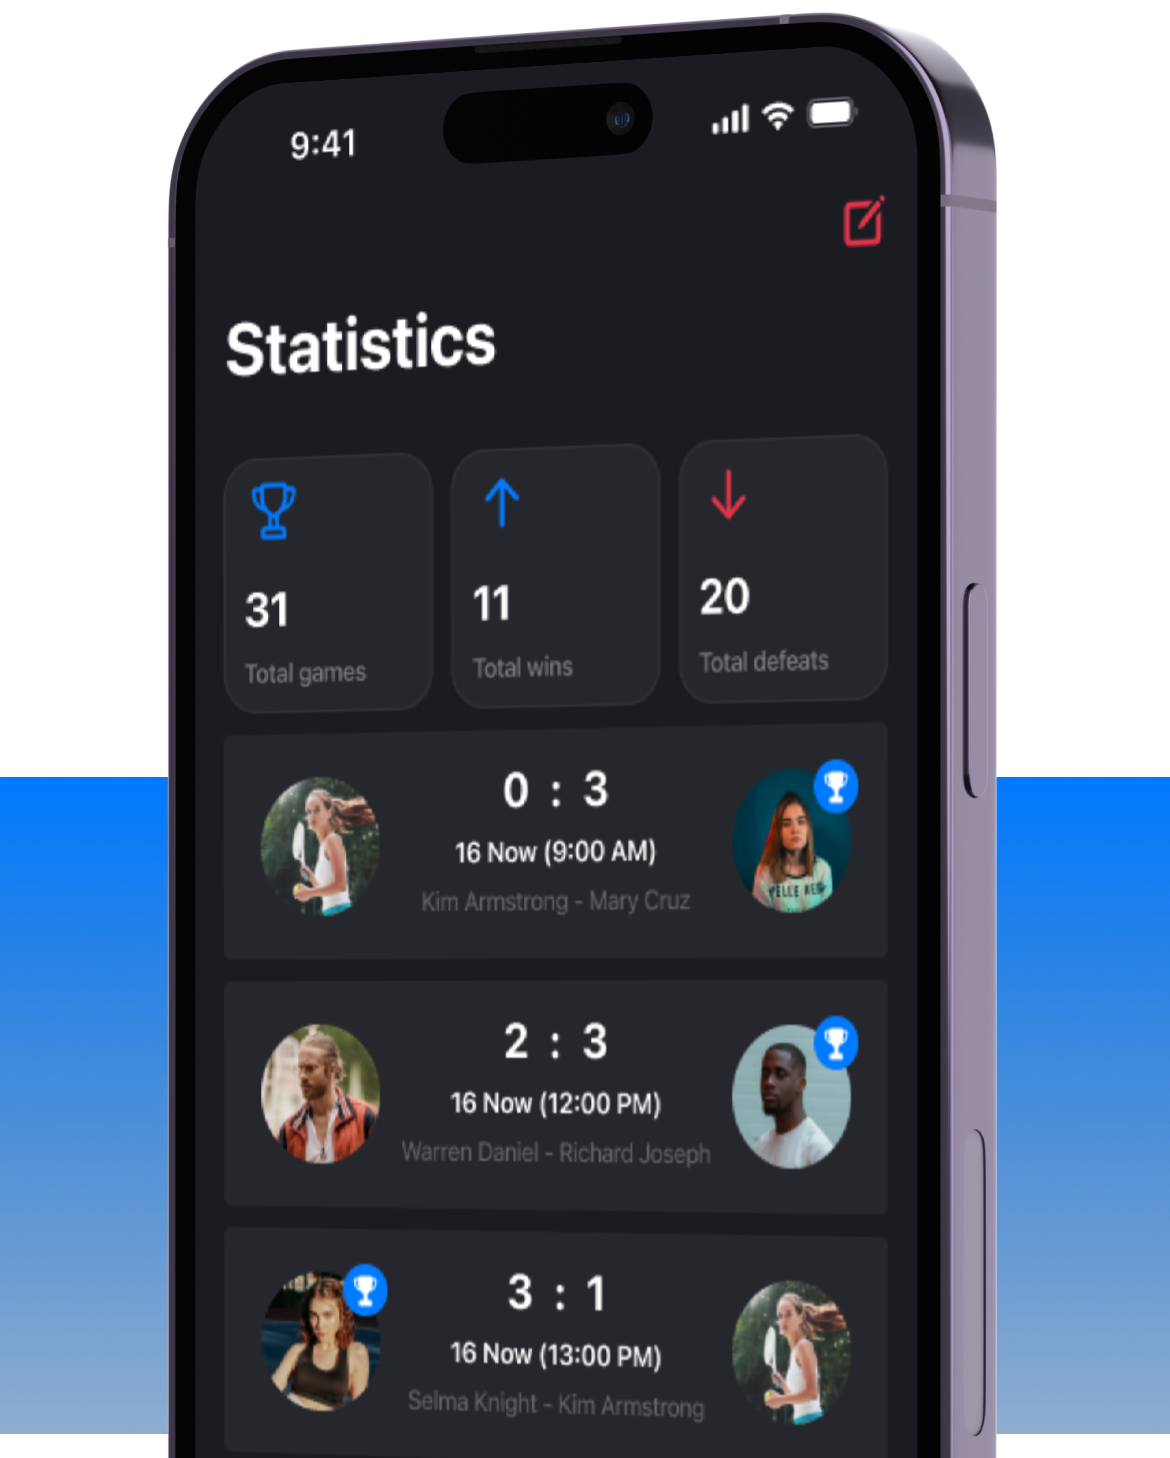 9:41
Statistics
31
Total games
11
Total wins
20
Total defeats
0 : 3
16 Now (9:00 AM)
Kim Armstrong - Mary Cruz
2 : 3
16 Now (12:00 PM)
Warren Daniel - Richard Joseph
3 : 1
16 Now (13:00 PM)
Selma Knight - Kim Armstrong